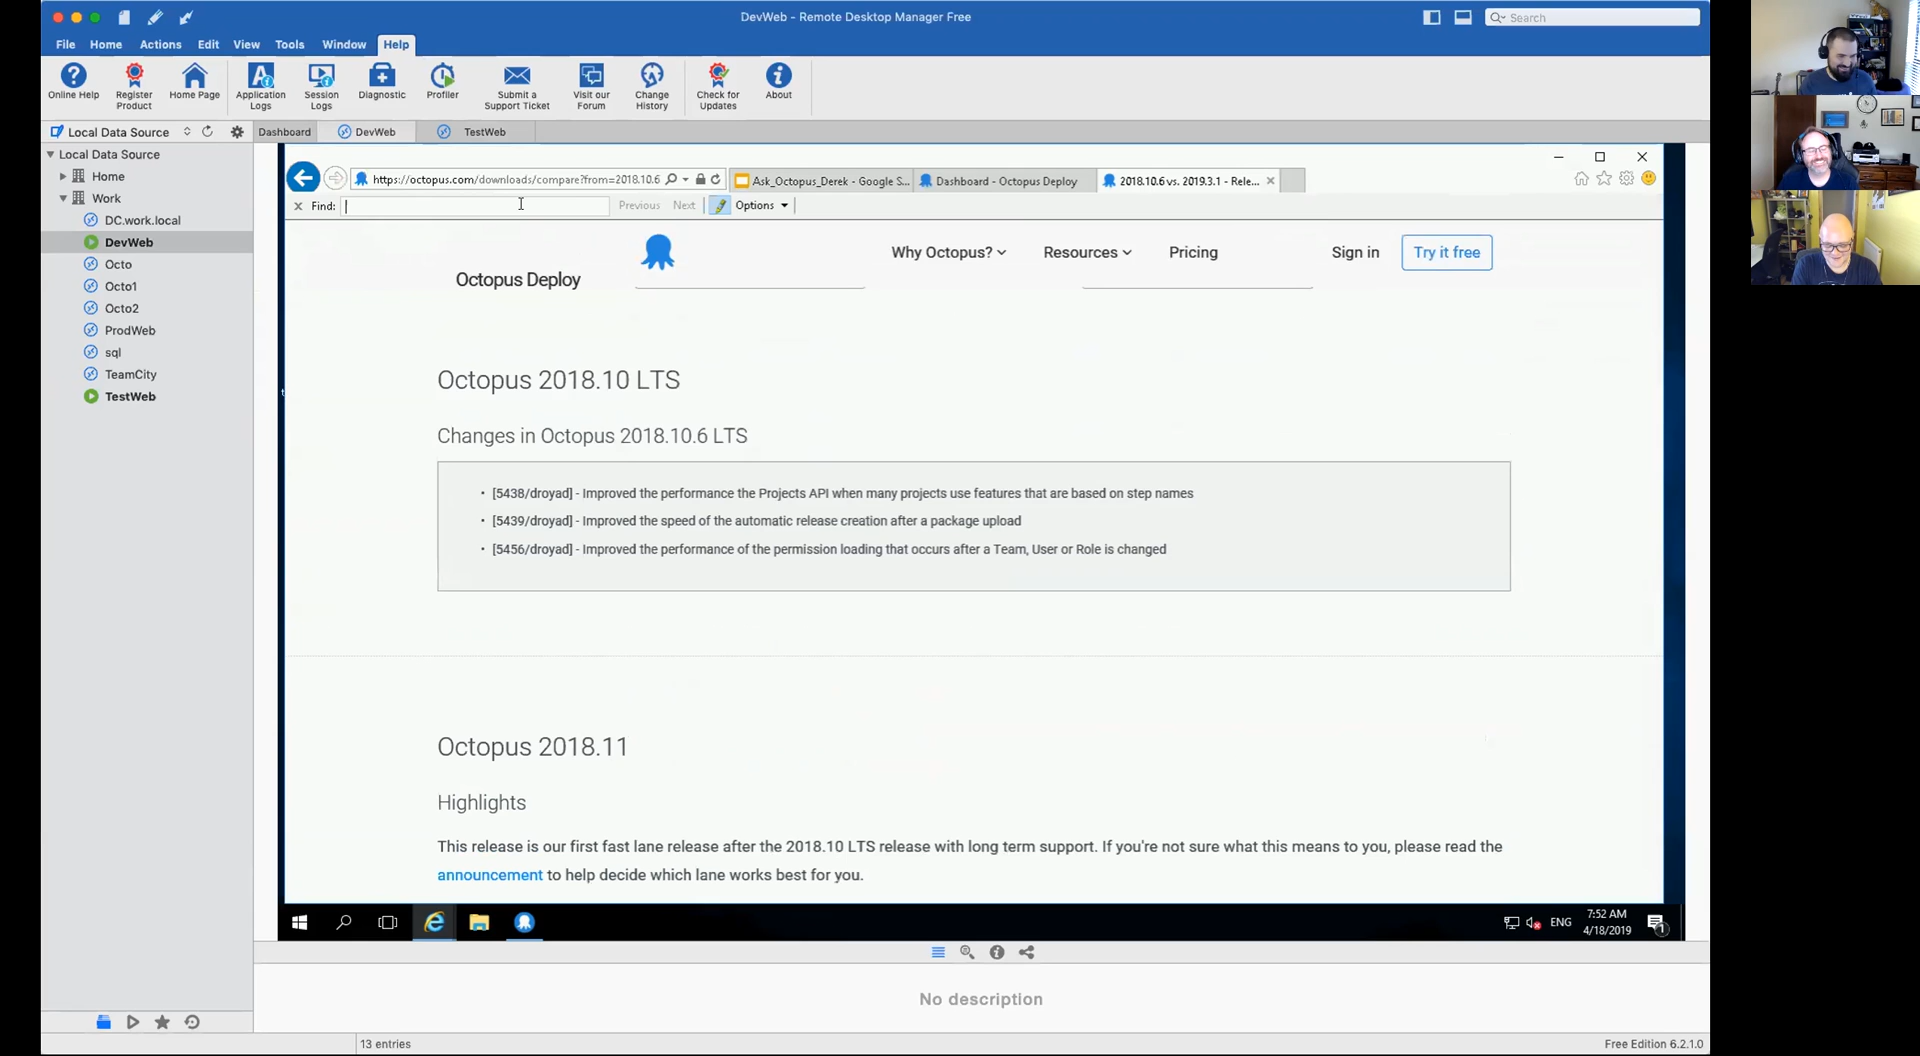 DevWeb - Remote Desktop Manager Free
Search
File Home Actions Edit View Tools Window Help
Online Help
Register Product
Home Page
Application Logs
Session Logs
Diagnostic
Profiler
Submit a Support Ticket
Visit our Forum
Change History
Check for Updates
About
Local Data Source
Dashboard
DevWeb
TestWeb
Local Data Source
Home
Work
DC.work.local
DevWeb
Octo
Octo1
Octo2
ProdWeb
sql
TeamCity
TestWeb
https://octopus.com/downloads/compare?from=2018.10.6
Ask_Octopus_Derek - Google S...
Dashboard - Octopus Deploy
2018.10.6 vs. 2019.3.1 - Rele...
Find:
Previous Next Options
Octopus Deploy
Why Octopus? Resources Pricing
Sign in Try it free
Octopus 2018.10 LTS
Changes in Octopus 2018.10.6 LTS
• [5438/droyad] - Improved the performance the Projects API when many projects use features that are based on step names
• [5439/droyad] - Improved the speed of the automatic release creation after a package upload
• [5456/droyad] - Improved the performance of the permission loading that occurs after a Team, User or Role is changed
Octopus 2018.11
Highlights
This release is our first fast lane release after the 2018.10 LTS release with long term support. If you're not sure what this means to you, please read the
announcement to help decide which lane works best for you.
ENG
7:52 AM
4/18/2019
1
No description
13 entries
Free Edition 6.2.1.0